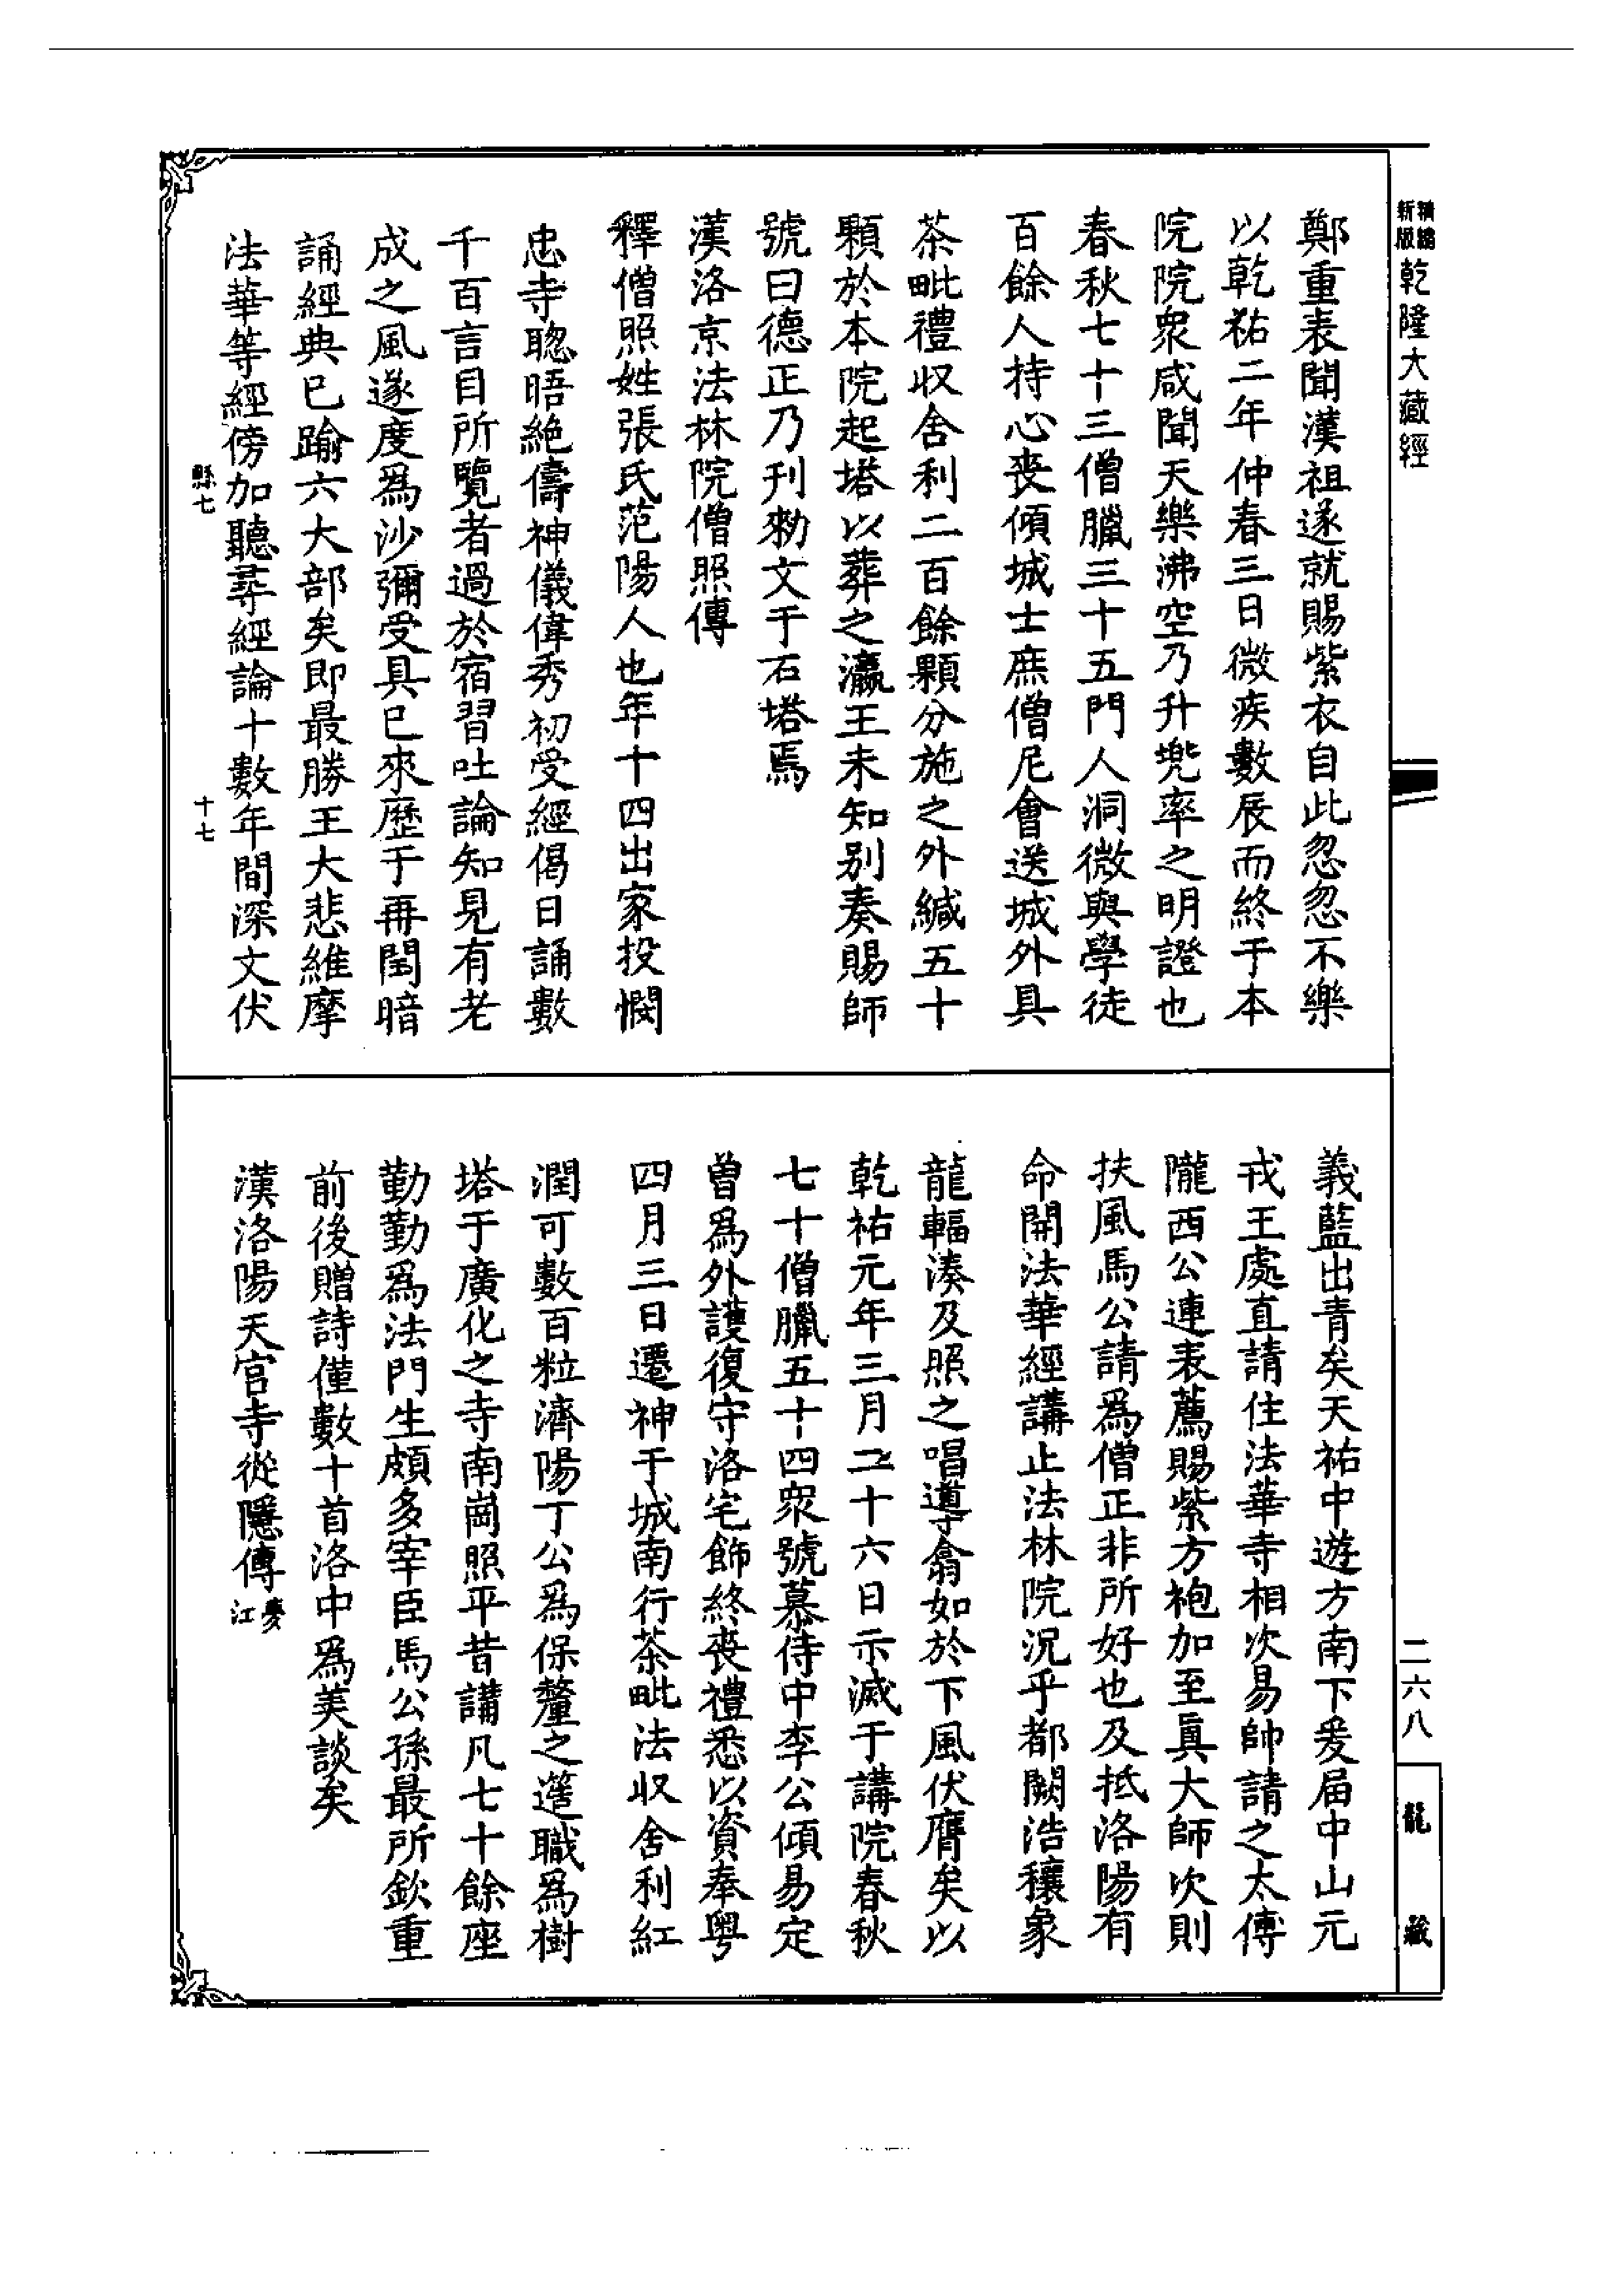 精鐫新版乾隆大藏經
鄭重表聞漢祖遂就賜紫衣自此忽忽不樂
以乾祐二年仲春三日微疾數辰而終于本
院院衆咸聞天樂沸空乃升兜率之明證也
春秋七十三僧臘三十五門人洞微與學徒
百餘人持心喪傾城士庶僧尼會送城外具
茶毗禮収舍利二百餘顆分施之外緘五十
顆於本院起塔以葬之瀛王未知别奏賜師
號曰德正乃刊勑文于石塔焉
漢洛京法林院僧照傳
釋僧照姓張氏范陽人也年十四出家投憫
忠寺聦晤絶儔神儀偉秀初受經偈日誦數
千百言目所覽者過於宿習吐論知見有老
成之風遂度爲沙彌受具已來歷于再閏暗
誦經典已踰六大部矣即最勝王大悲維摩
法華等經傍加聽尋經論十數年間深文伏
縣七
十七
義藍出青矣天祐中遊方南下爰届中山元
戎王處直請住法華寺相次易帥請之太傅
隴西公連表薦賜紫方袍加至眞大師次則
扶風馬公請爲僧正非所好也及抵洛陽有
命開法華經講止法林院況乎都闕浩穰象
龍輻湊及照之唱導翕如於下風伏膺矣以
乾祐元年三月二十六日示滅于講院春秋
七十僧臘五十四衆號慕侍中李公傾易定
曽爲外護復守洛宅飾終喪禮悉以資奉粤
四月三日遷神于城南行茶毗法収舍利紅
潤可數百粒濟陽丁公爲保釐之簉職爲樹
塔于廣化之寺南崗照平昔講凡七十餘座
勤勤爲法門生頗多宰臣馬公孫最所欽重
前後贈詩僅數十首洛中爲美談矣
漢洛陽天宮寺從隱傳夢江
二六八
龍藏